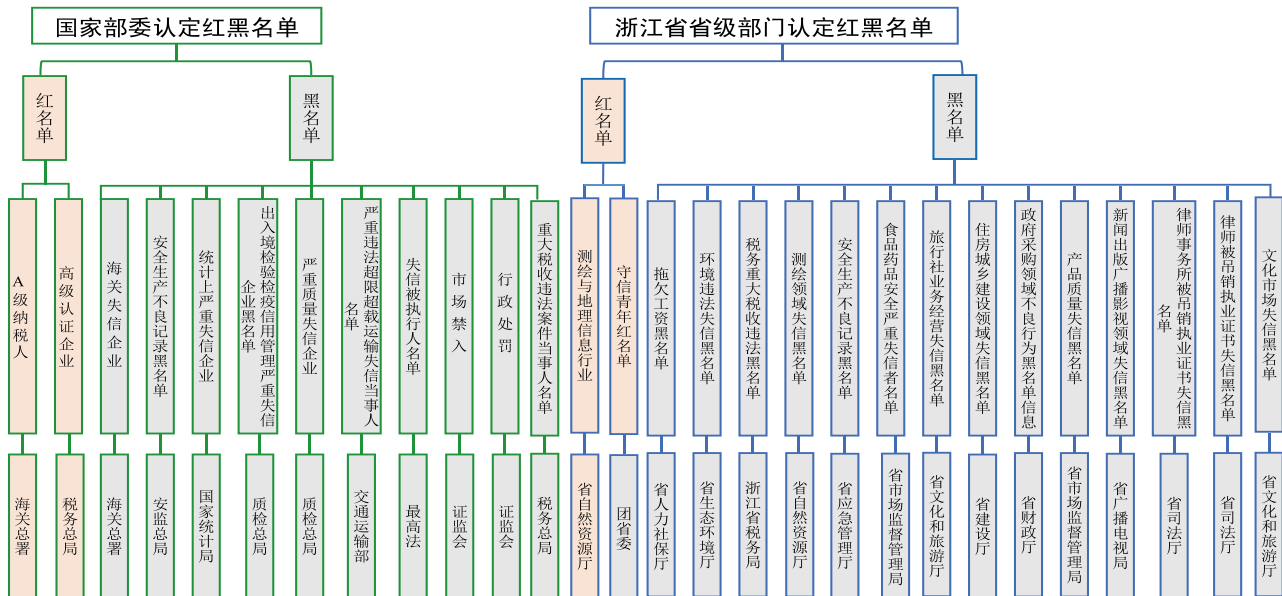 国家部委认定红黑名单
浙江省省级部门认定红黑名单
红名单
黑名单
红名单
黑名单
A级纳税人
高级认证企业
海关失信企业
安全生产不良记录黑名单
统计上严重失信企业
出入境检验检疫信用管理严重失信
企业黑名单
严重质量失信企业
严重违法超限超载运输失信当事人
名单
失信被执行人名单
市场禁入
行政处罚
重大税收违法案件当事人名单
测绘与地理信息行业
守信青年红名单
拖欠工资黑名单
环境违法失信黑名单
税务重大税收违法黑名单
测绘领域失信黑名单
安全生产不良记录黑名单
食品药品安全严重失信者名单
旅行社业务经营失信黑名单
住房城乡建设领域失信黑名单
政府采购领域不良行为黑名单信息
产品质量失信黑名单
新闻出版广播影视领域失信黑名单
律师事务所被吊销执业证书失信黑
名单
律师被吊销执业证书失信黑名单
文化市场失信黑名单
海关总署
税务总局
海关总署
安监总局
国家统计局
质检总局
质检总局
交通运输部
最高法
证监会
证监会
税务总局
省自然资源厅
团省委
省人力社保厅
省生态环境厅
浙江省税务局
省自然资源厅
省应急管理厅
省市场监督管理局
省文化和旅游厅
省建设厅
省财政厅
省市场监督管理局
省广播电视局
省司法厅
省司法厅
省文化和旅游厅